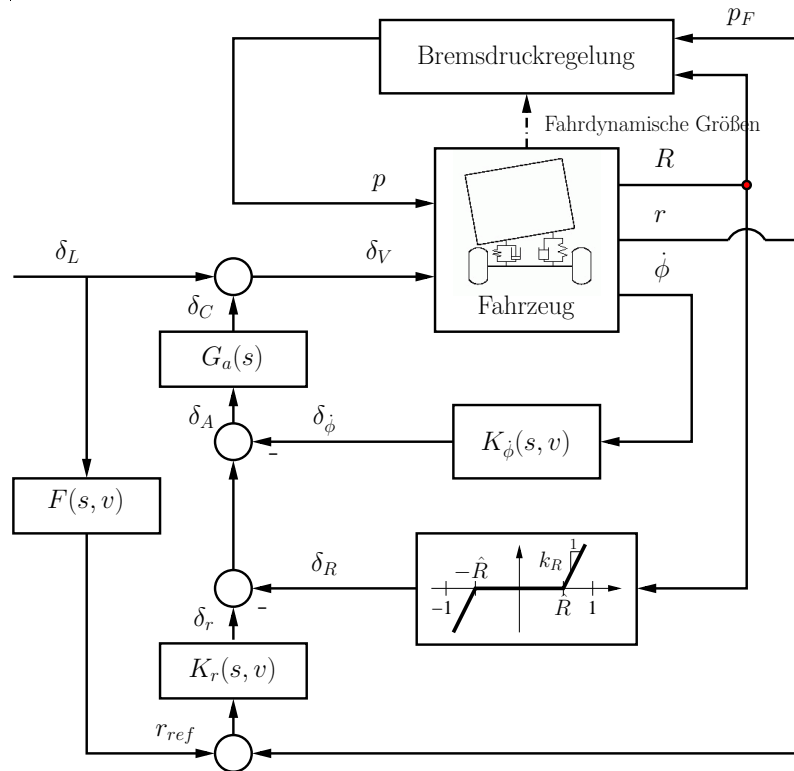 p_F
Bremsdruckregelung
Fahrdynamische Größen
p
R
r
δ_L
δ_V
ϕ̇
Fahrzeug
δ_C
G_a(s)
δ_A
δ_ϕ̇
K_ϕ̇(s, v)
-
F(s, v)
δ_R
−R̂
k_R
1
−1
R̂
1
-
δ_r
K_r(s, v)
r_ref